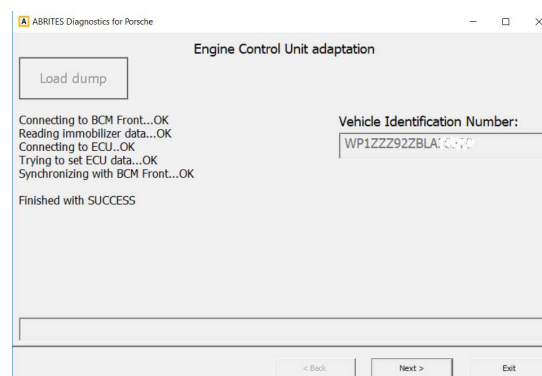 A ABRITES Diagnostics for Porsche
Engine Control Unit adaptation
Load dump
Connecting to BCM Front...OK
Reading immobilizer data...OK
Connecting to ECU..OK
Trying to set ECU data...OK
Synchronizing with BCM Front...OK
Finished with SUCCESS
Vehicle Identification Number:
WP1ZZZ92ZBLA
< Back
Next >
Exit